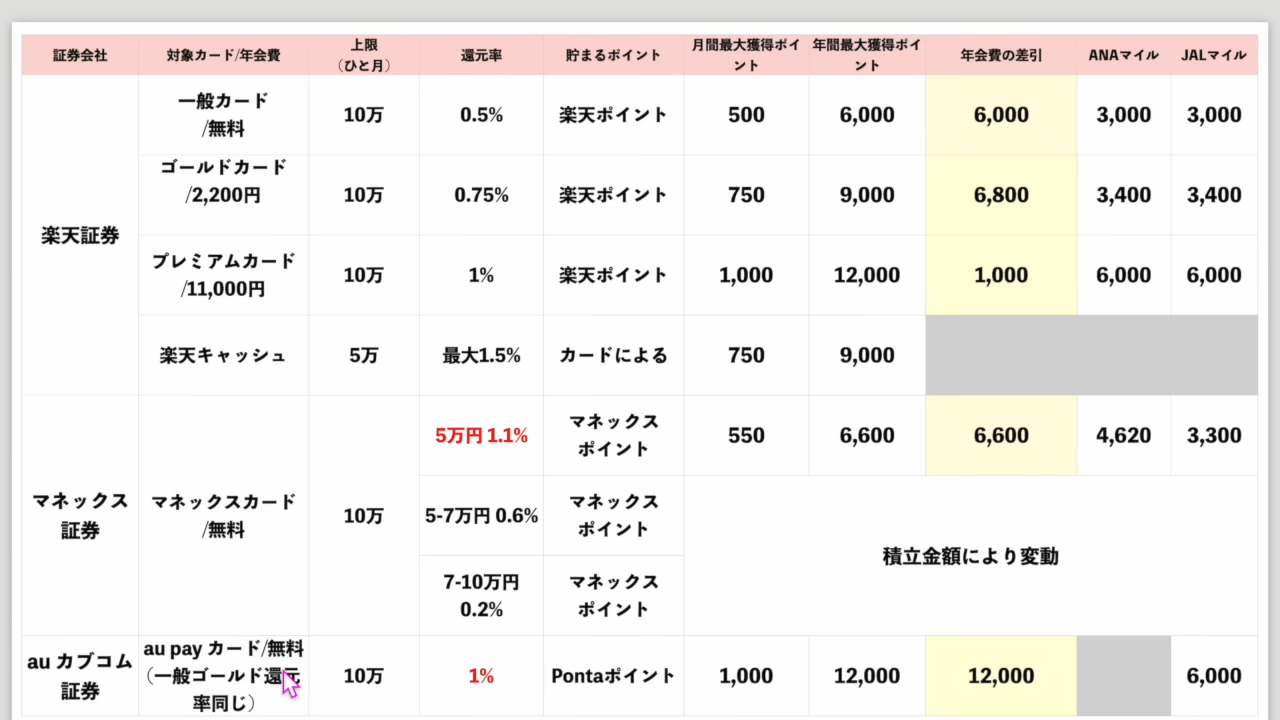 証券会社
対象カード/年会費
上限
（ひと月）
還元率
貯まるポイント
月間最大獲得ポイ
ント
年間最大獲得ポイ
ント
年会費の差引
ANAマイル
JALマイル
楽天証券
一般カード
/無料
10万
0.5%
楽天ポイント
500
6,000
6,000
3,000
3,000
ゴールドカード
/2,200円
10万
0.75%
楽天ポイント
750
9,000
6,800
3,400
3,400
プレミアムカード
/11,000円
10万
1%
楽天ポイント
1,000
12,000
1,000
6,000
6,000
楽天キャッシュ
5万
最大1.5%
カードによる
750
9,000
マネックス
証券
マネックスカード
/無料
10万
5万円 1.1%
マネックス
ポイント
550
6,600
6,600
4,620
3,300
5-7万円 0.6%
マネックス
ポイント
積立金額により変動
7-10万円
0.2%
マネックス
ポイント
au カブコム
証券
au pay カード/無料
（一般ゴールド還元
率同じ）
10万
1%
Pontaポイント
1,000
12,000
12,000
6,000